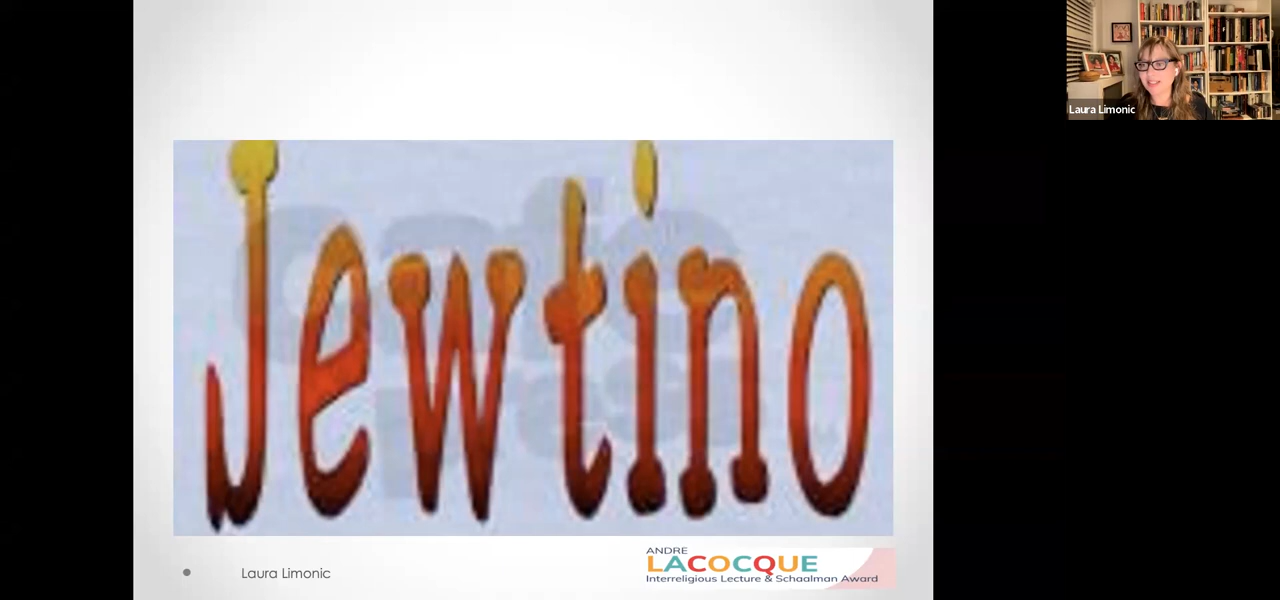 Jewtino
Laura Limonic
ANDRE
LACOCQUE
Interreligious Lecture & Schaalman Award
Laura Limonic